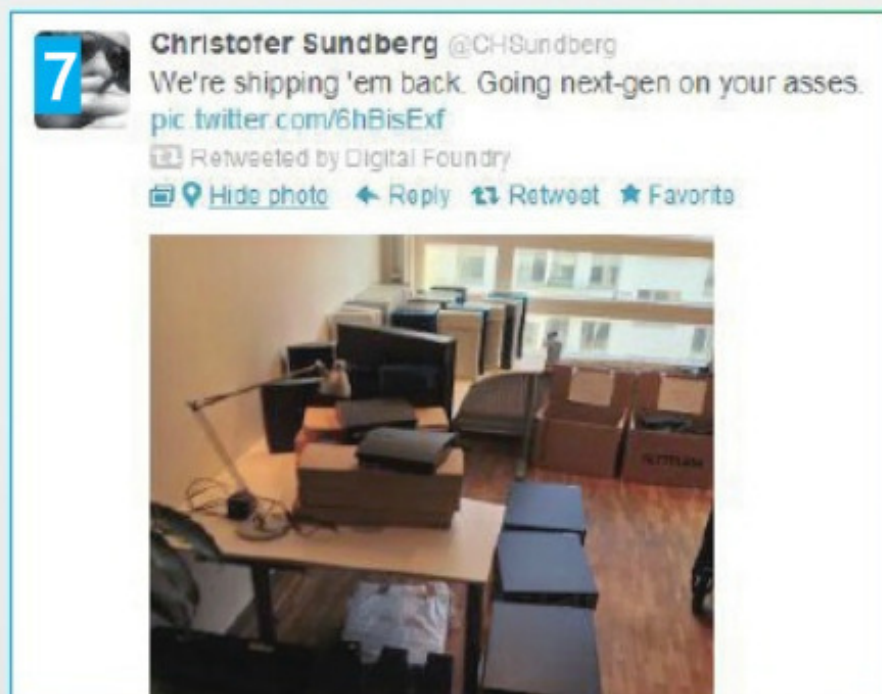 7
Christofer Sundberg @CHSundberg
We're shipping 'em back. Going next-gen on your asses.
pic.twitter.com/6hBisExf
Retweeted by Digital Foundry
Hide photo Reply Retweet Favorite